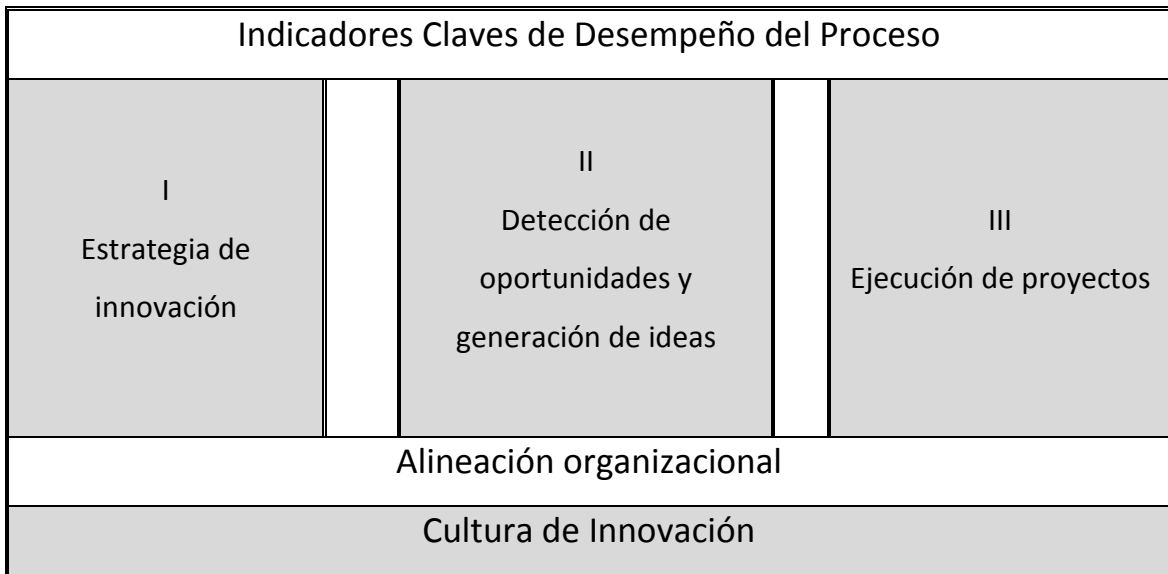 Indicadores Claves de Desempeño del Proceso
I
Estrategia de
innovación
II
Detección de
oportunidades y
generación de ideas
III
Ejecución de proyectos
Alineación organizacional
Cultura de Innovación